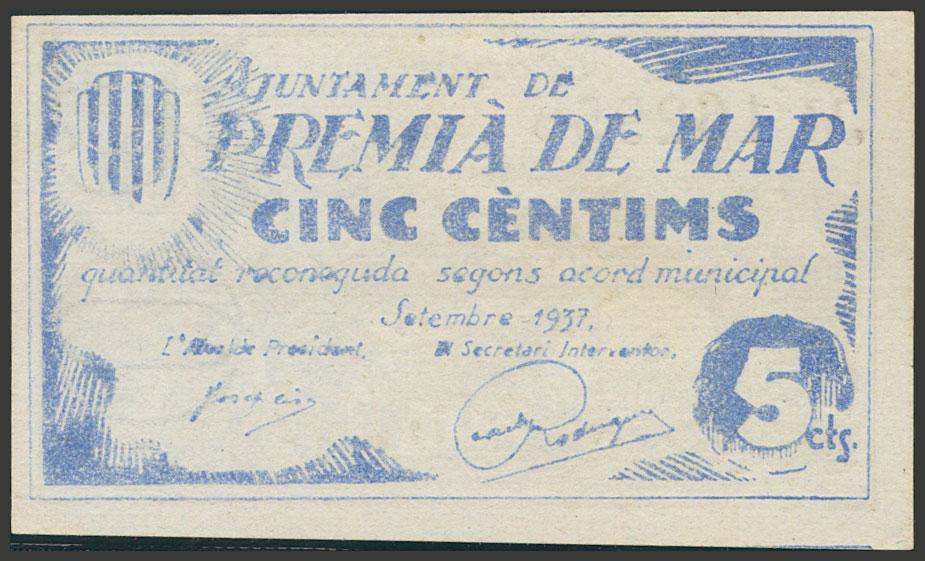 AJUNTAMENT DE
PREMIÀ DE MAR
CINC CÈNTIMS
quantitat reconeguda segons acord municipal
Setembre-1937.
L'Alcalde President,
El Secretari Interventor,
Rodriguez
5 cts.